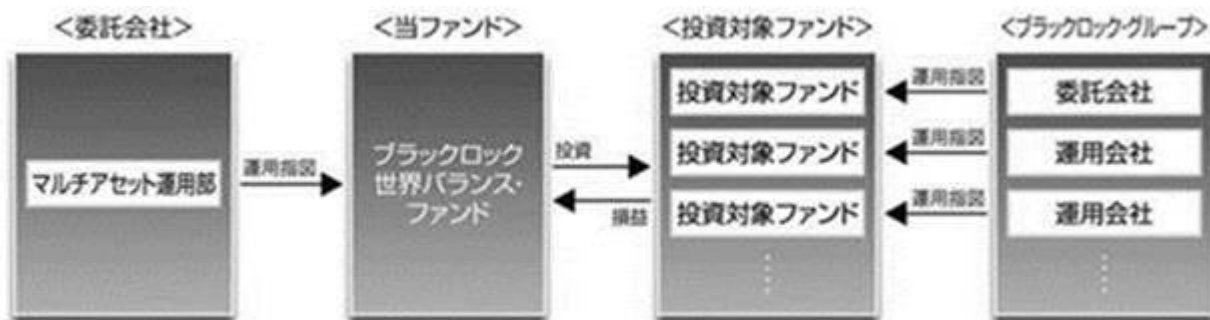 <委託会社>
<当ファンド>
<投資対象ファンド>
<ブラックロック・グループ>
マルチアセット運用部
運用指図
ブラックロック
世界バランス・
ファンド
投資
損益
投資対象ファンド
運用指図
委託会社
投資対象ファンド
運用指図
運用会社
投資対象ファンド
運用指図
運用会社